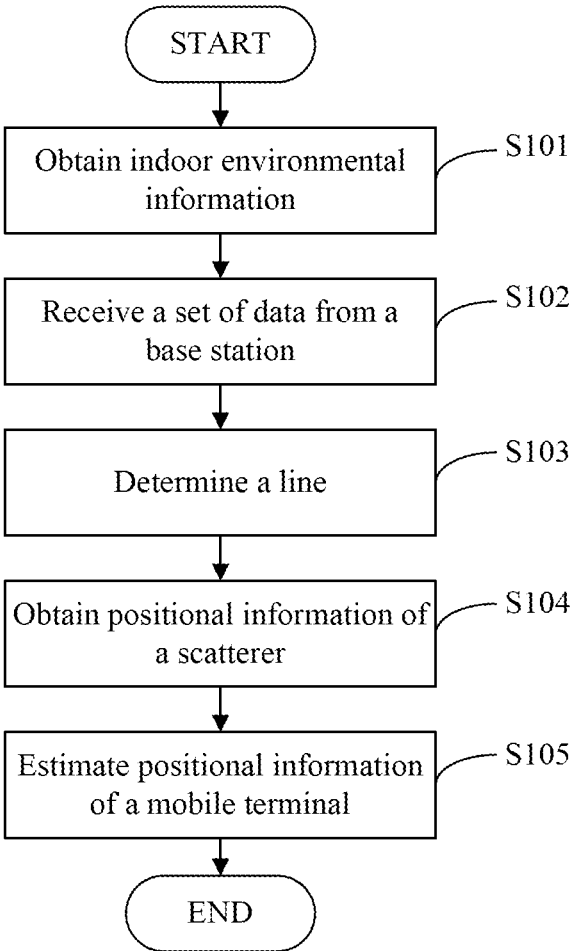 START
Obtain indoor environmental
information
S101
Receive a set of data from a
base station
S102
Determine a line
S103
Obtain positional information of
a scatterer
S104
Estimate positional information
of a mobile terminal
S105
END